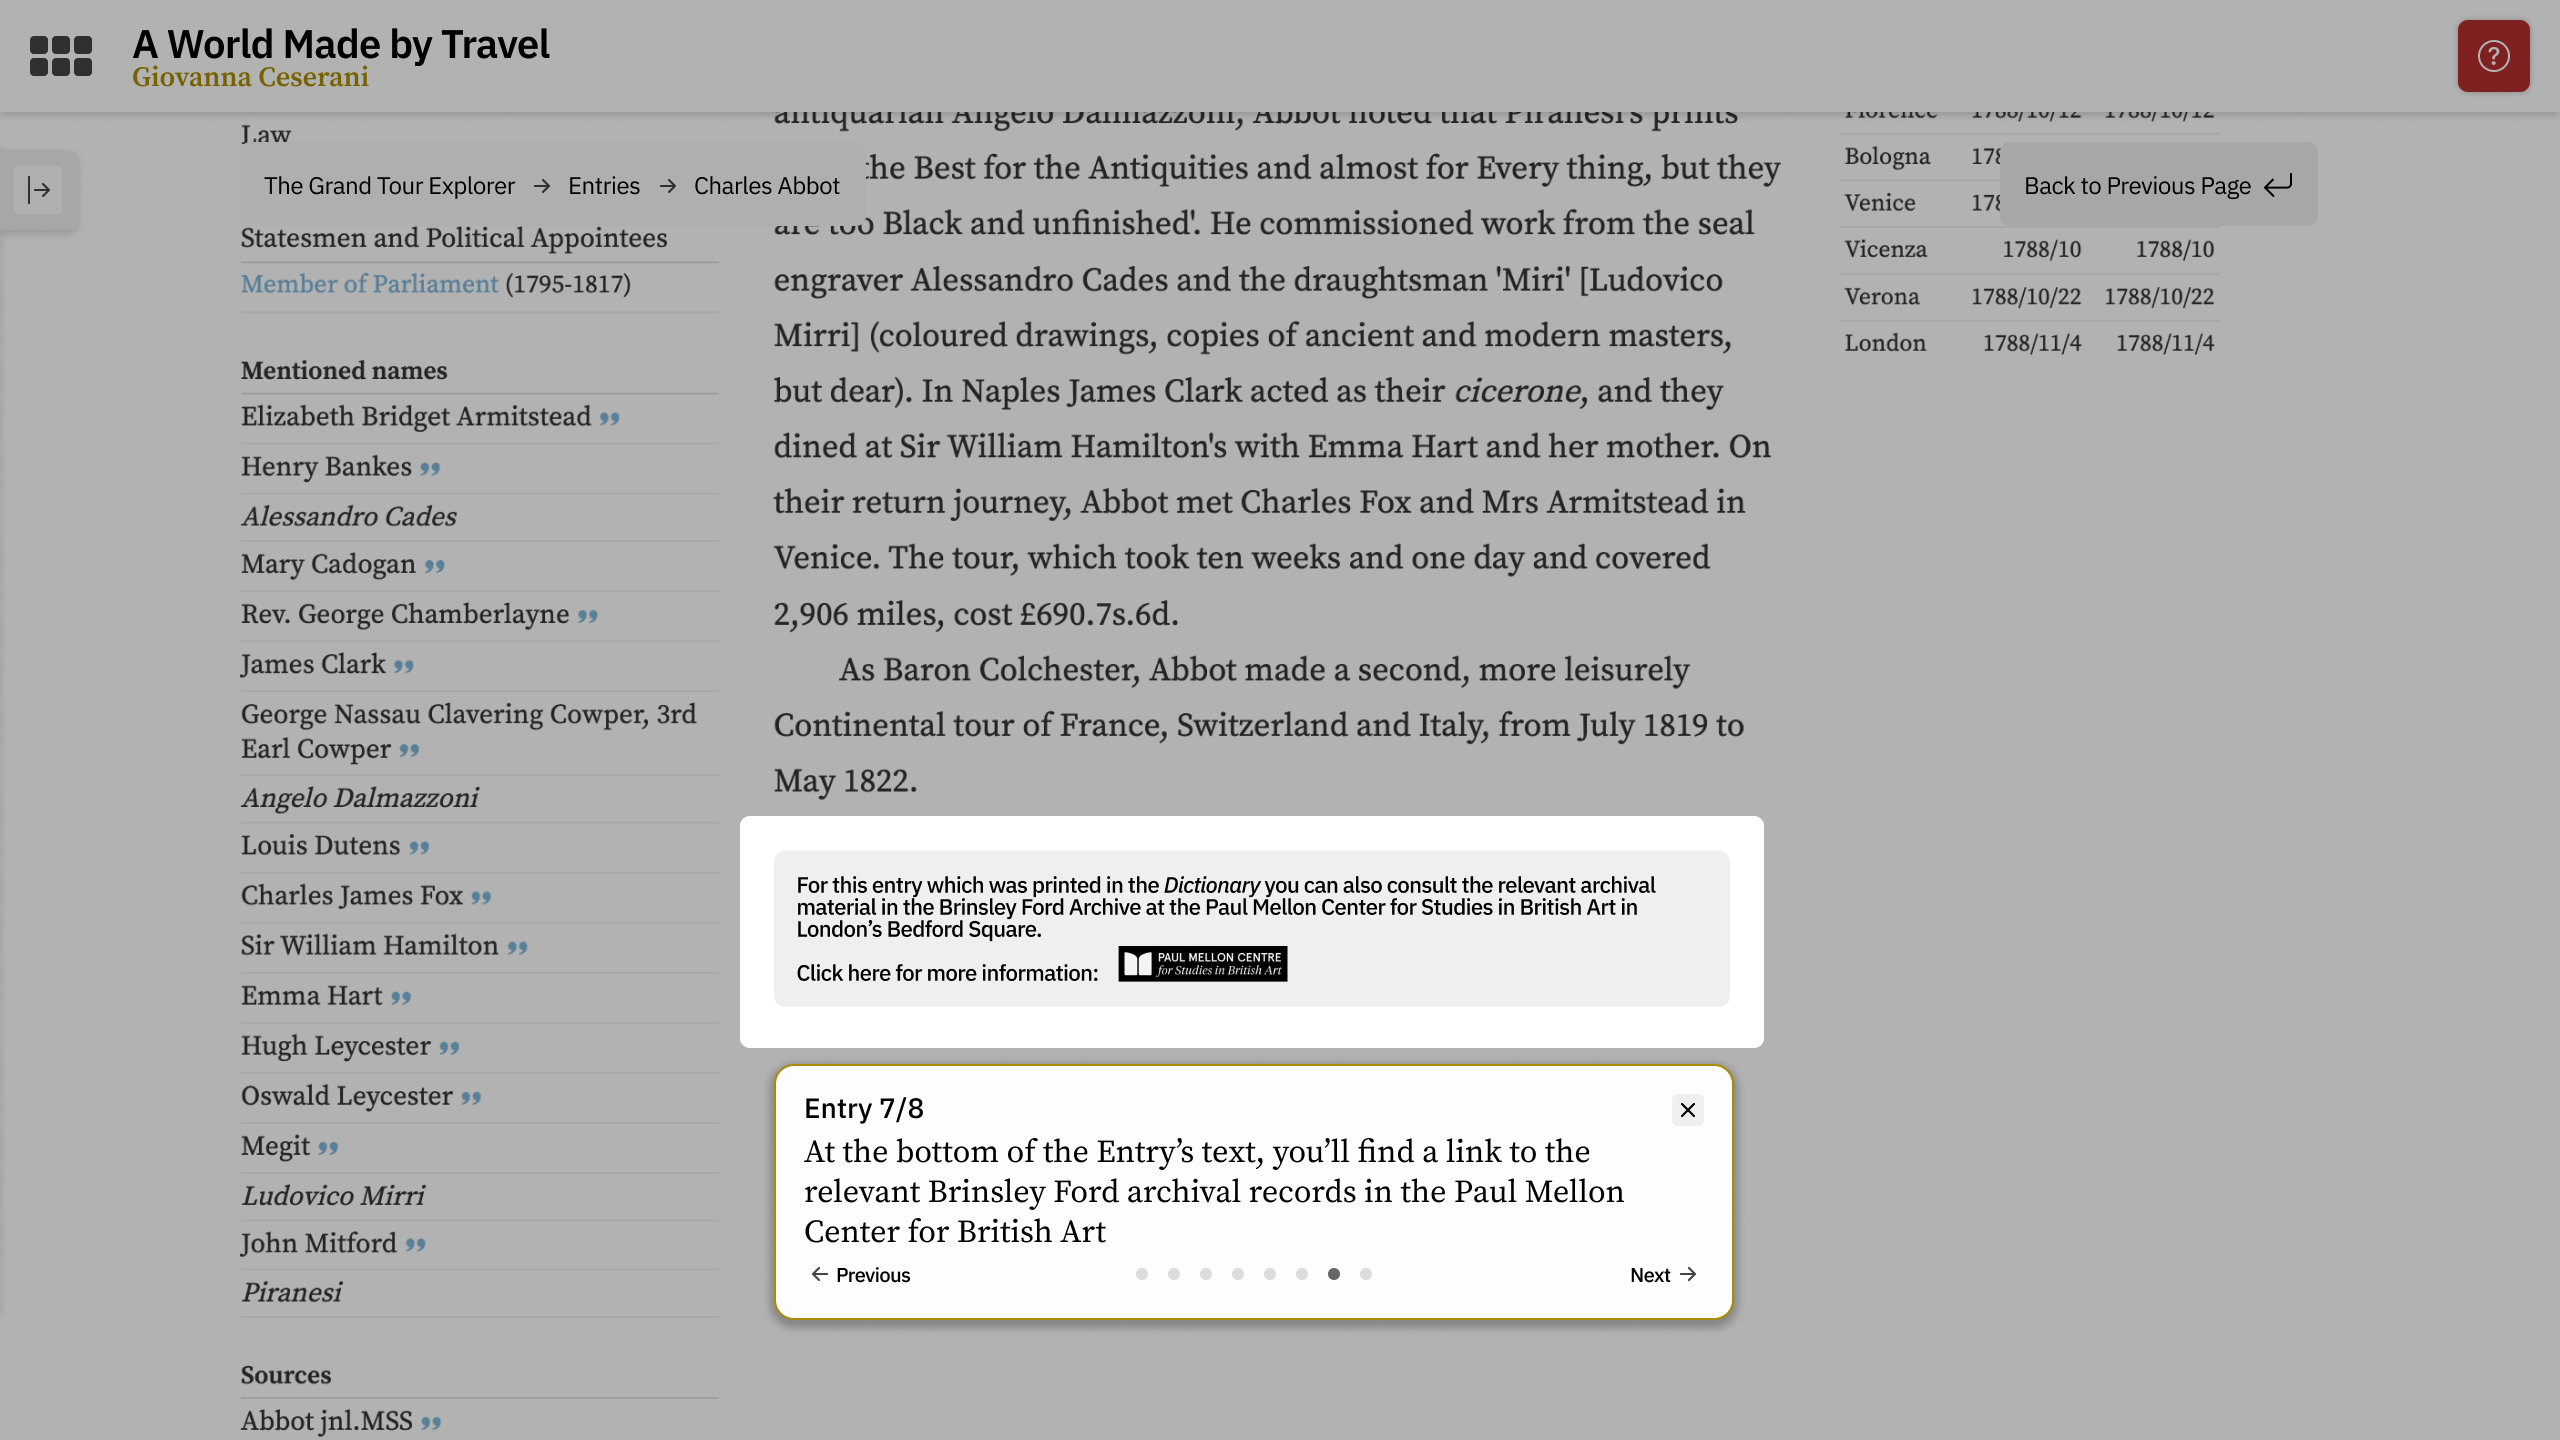 A World Made by Travel
Giovanna Ceserani
The Grand Tour Explorer → Entries → Charles Abbot
Back to Previous Page
Law
Statesmen and Political Appointees
Member of Parliament (1795-1817)
Mentioned names
Elizabeth Bridget Armitstead
Henry Bankes
Alessandro Cades
Mary Cadogan
Rev. George Chamberlayne
James Clark
George Nassau Clavering Cowper, 3rd
Earl Cowper
Angelo Dalmazzoni
Louis Dutens
Charles James Fox
Sir William Hamilton
Emma Hart
Hugh Leycester
Oswald Leycester
Megit
Ludovico Mirri
John Mitford
Piranesi
Sources
Abbot jnl.MSS
antiquarian Angelo Dalmazzoni, Abbot noted that Piranesi's prints
the Best for the Antiquities and almost for Every thing, but they
are too Black and unfinished'. He commissioned work from the seal
engraver Alessandro Cades and the draughtsman 'Miri' [Ludovico
Mirri] (coloured drawings, copies of ancient and modern masters,
but dear). In Naples James Clark acted as their cicerone, and they
dined at Sir William Hamilton's with Emma Hart and her mother. On
their return journey, Abbot met Charles Fox and Mrs Armitstead in
Venice. The tour, which took ten weeks and one day and covered
2,906 miles, cost £690.7s.6d.
As Baron Colchester, Abbot made a second, more leisurely
Continental tour of France, Switzerland and Italy, from July 1819 to
May 1822.
For this entry which was printed in the Dictionary you can also consult the relevant archival
material in the Brinsley Ford Archive at the Paul Mellon Center for Studies in British Art in
London’s Bedford Square.
Click here for more information:
PAUL MELLON CENTRE
for Studies in British Art
Entry 7/8
At the bottom of the Entry’s text, you’ll find a link to the
relevant Brinsley Ford archival records in the Paul Mellon
Center for British Art
Previous
Next
Florence 1788/10/12 1788/10/12
Bologna 178
Venice 178
Vicenza 1788/10 1788/10
Verona 1788/10/22 1788/10/22
London 1788/11/4 1788/11/4